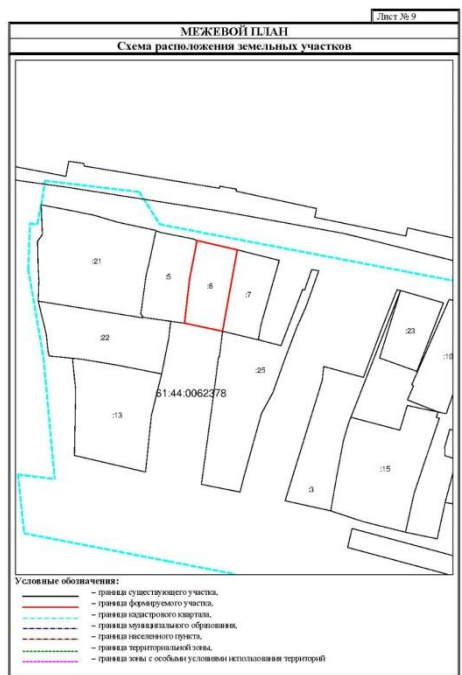 Лист № 9
МЕЖЕВОЙ ПЛАН
Схема расположения земельных участков
:21
:5
:6
:7
:23
:10
:22
:25
61:44:0062378
:13
:15
:3
Условные обозначения:
– граница существующего участка,
– граница формируемого участка,
– граница кадастрового квартала,
– граница муниципального образования,
– граница населенного пункта,
– граница территориальной зоны,
– граница зоны с особыми условиями использования территорий